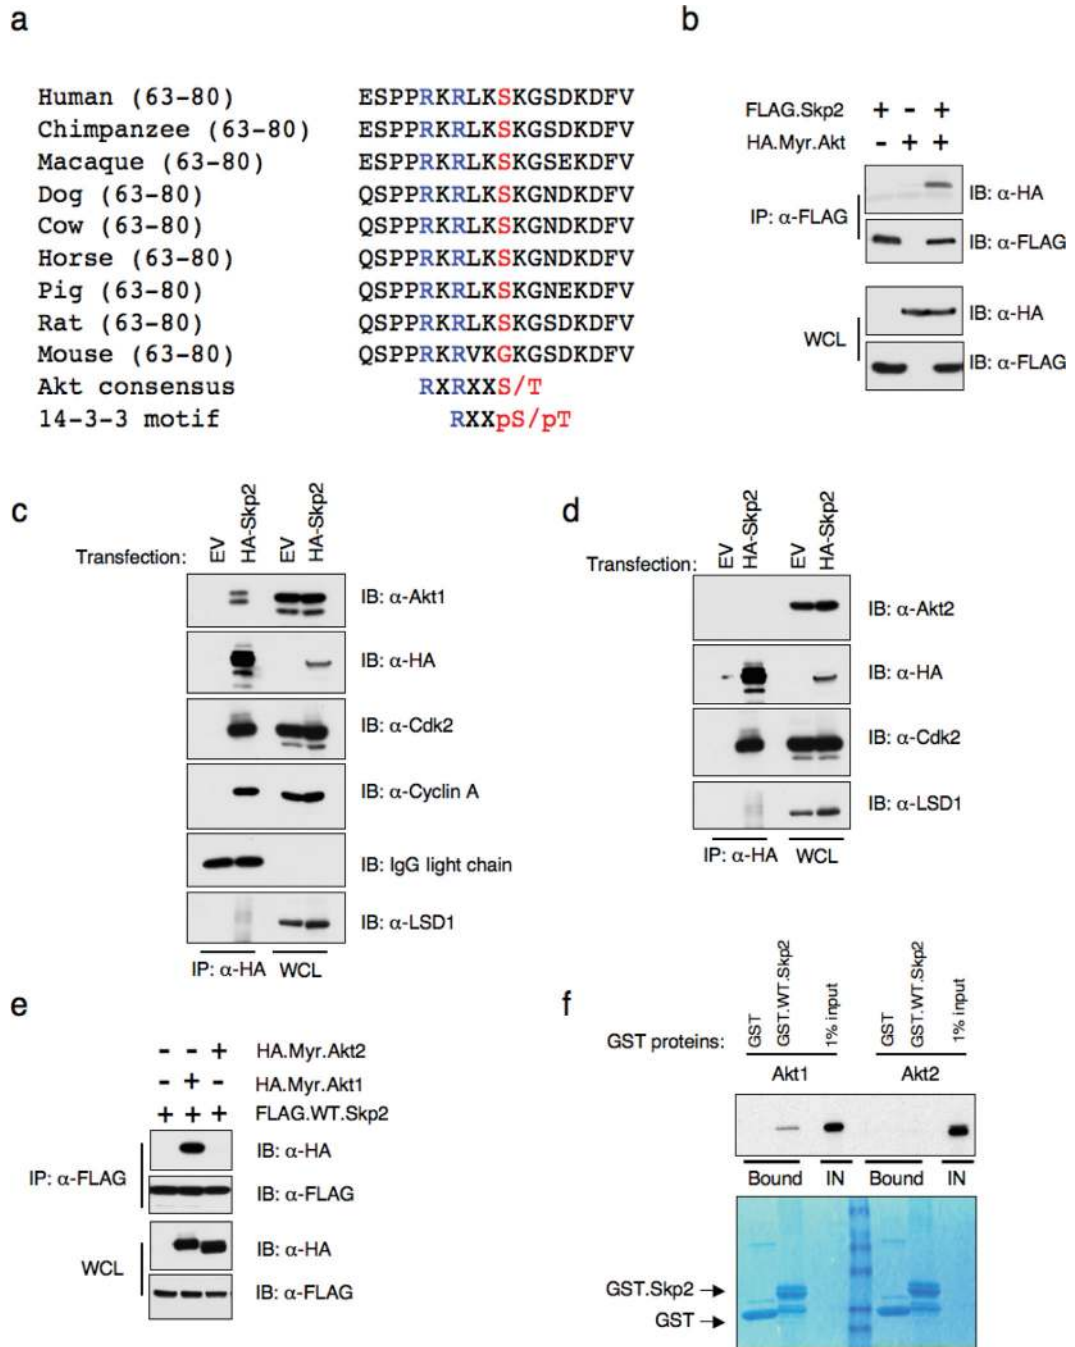 a
Human (63-80) ESPPRKRLKSKGSDKDFV
Chimpanzee (63-80) ESPPRKRLKSKGSDKDFV
Macaque (63-80) ESPPRKRLKSKGSEKDFV
Dog (63-80) QSPPRKRLKSKGNDKDFV
Cow (63-80) QSPPRKRLKSKGSDKDFV
Horse (63-80) QSPPRKRLKSKGNDKDFV
Pig (63-80) QSPPRKRLKSKGNEKDFV
Rat (63-80) QSPPRKRLKSKGSDKDFV
Mouse (63-80) QSPPRKRVKGKGSDKDFV
Akt consensus RXRXXS/T
14-3-3 motif RXXpS/pT
b
FLAG.Skp2 + - +
HA.Myr.Akt - + +
IP: α-FLAG
IB: α-HA
IB: α-FLAG
WCL
IB: α-HA
IB: α-FLAG
c
Transfection: EV HA-Skp2 EV HA-Skp2
IB: α-Akt1
IB: α-HA
IB: α-Cdk2
IB: α-Cyclin A
IB: IgG light chain
IB: α-LSD1
IP: α-HA WCL
d
Transfection: EV HA-Skp2 EV HA-Skp2
IB: α-Akt2
IB: α-HA
IB: α-Cdk2
IB: α-LSD1
IP: α-HA WCL
e
- - + HA.Myr.Akt2
- + - HA.Myr.Akt1
+ + + FLAG.WT.Skp2
IP: α-FLAG
IB: α-HA
IB: α-FLAG
WCL
IB: α-HA
IB: α-FLAG
f
GST proteins: GST GST.WT.Skp2 1% input GST GST.WT.Skp2 1% input
Akt1 Akt2
Bound IN Bound IN
GST.Skp2
GST